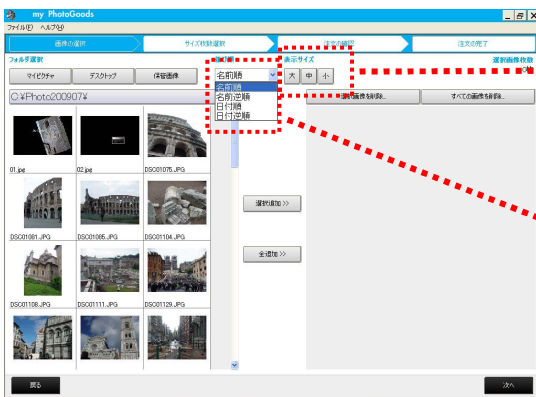 my PhotoGoods
ファイル(F) ヘルプ(H)
画像の選択
サイズ枚数選択
注文の確認
注文の完了
フォルダ選択
表示サイズ
選択画像枚数
マイピクチャ
デスクトップ
保管画像
名前順
大
中
小
C:¥Photo200907¥
選択画像を削除..
すべての画像を削除..
名前順
名前逆順
日付順
日付逆順
01.jpg
02.jpg
DSC01075.JPG
選択追加 >>
DSC01081.JPG
DSC01085.JPG
DSC01104.JPG
全追加 >>
DSC01108.JPG
DSC01111.JPG
DSC01129.JPG
戻る
次へ